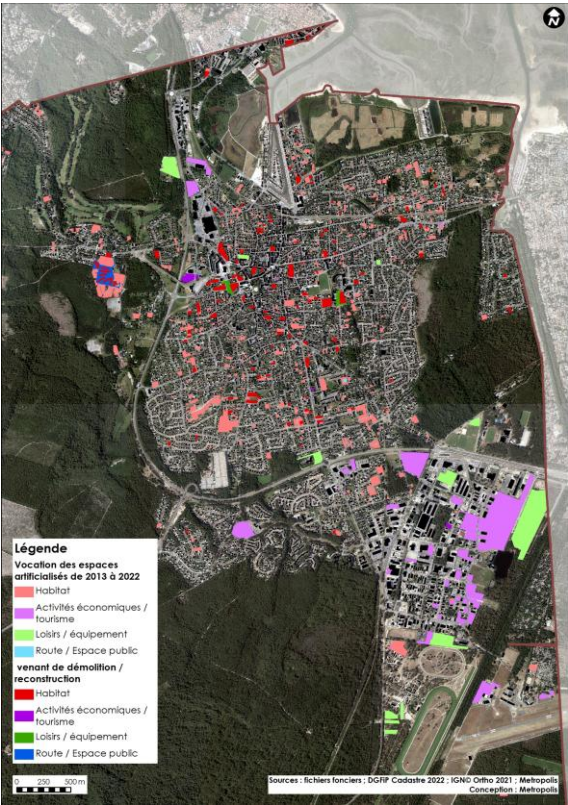 N
Légende
Vocation des espaces
artificialisés de 2013 à 2022
Habitat
Activités économiques /
tourisme
Loisirs / équipement
Route / Espace public
venant de démolition /
reconstruction
Habitat
Activités économiques /
tourisme
Loisirs / équipement
Route / Espace public
0 250 500 m
Sources : fichiers fonciers ; DGFiP Cadastre 2022 ; IGN© Ortho 2021 ; Metropolis
Conception : Metropolis